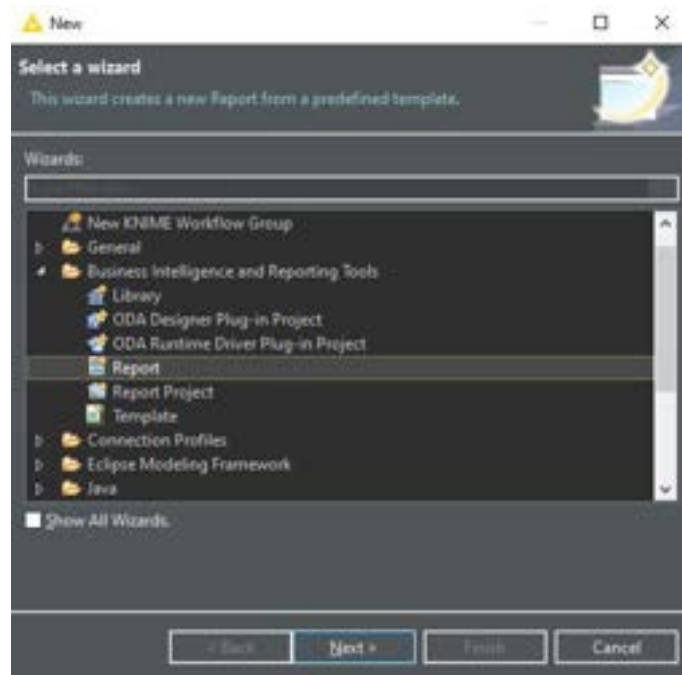 New
Select a wizard
This wizard creates a new Report from a predefined template.
Wizards:
New KNIME Workflow Group
General
Business Intelligence and Reporting Tools
Library
ODA Designer Plug-in Project
ODA Runtime Driver Plug-in Project
Report
Report Project
Template
Connection Profiles
Eclipse Modeling Framework
Java
Show All Wizards.
< Back Next > Finish Cancel